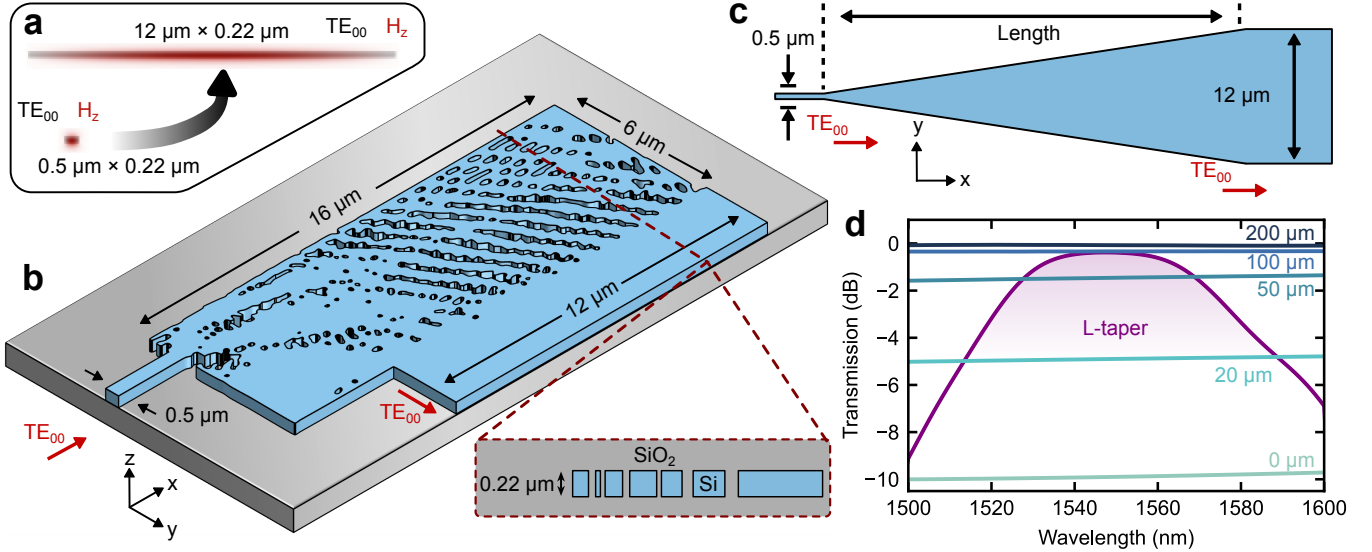 a
12 μm × 0.22 μm
TE₀₀ H_z
TE₀₀ H_z
0.5 μm × 0.22 μm
b
16 μm
6 μm
12 μm
0.5 μm
TE₀₀
TE₀₀
z
x
y
SiO₂
0.22 μm
Si
c
0.5 μm
Length
12 μm
TE₀₀
TE₀₀
y
x
d
Transmission (dB)
0
−2
−4
−6
−8
−10
200 μm
100 μm
50 μm
L-taper
20 μm
0 μm
1500 1520 1540 1560 1580 1600
Wavelength (nm)